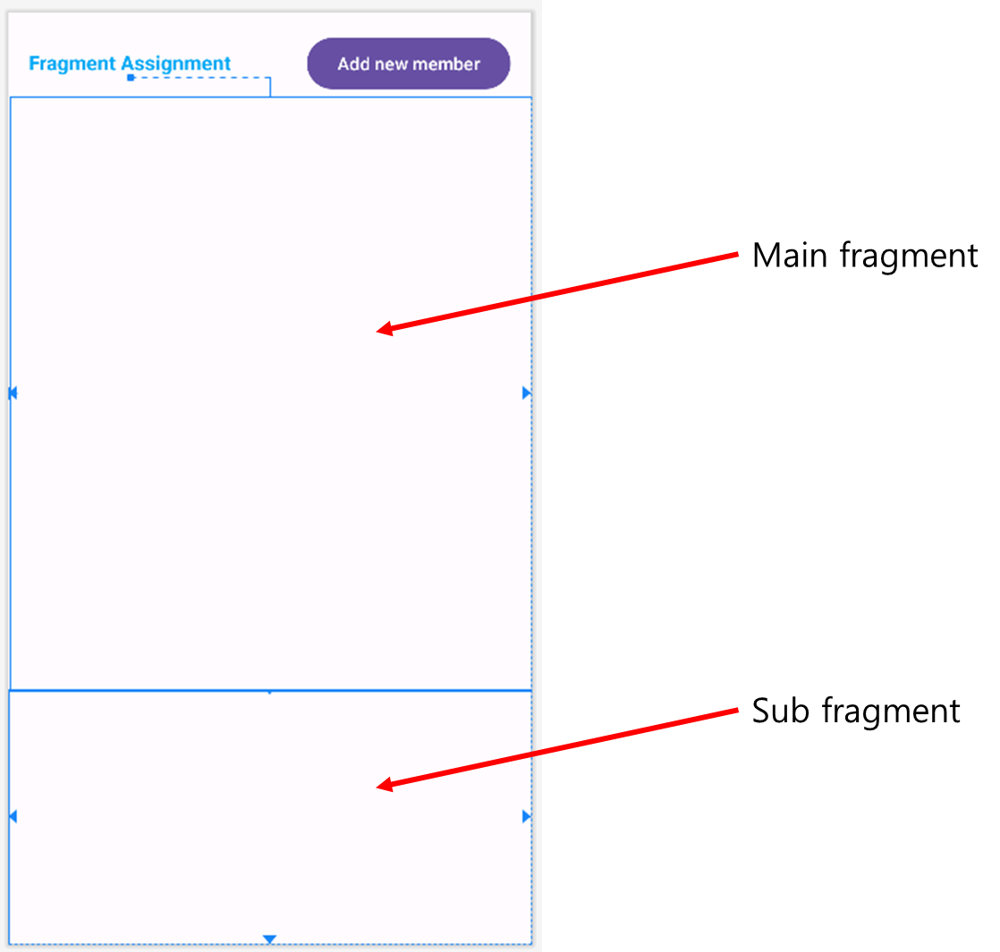 Fragment Assignment
Add new member
Main fragment
Sub fragment